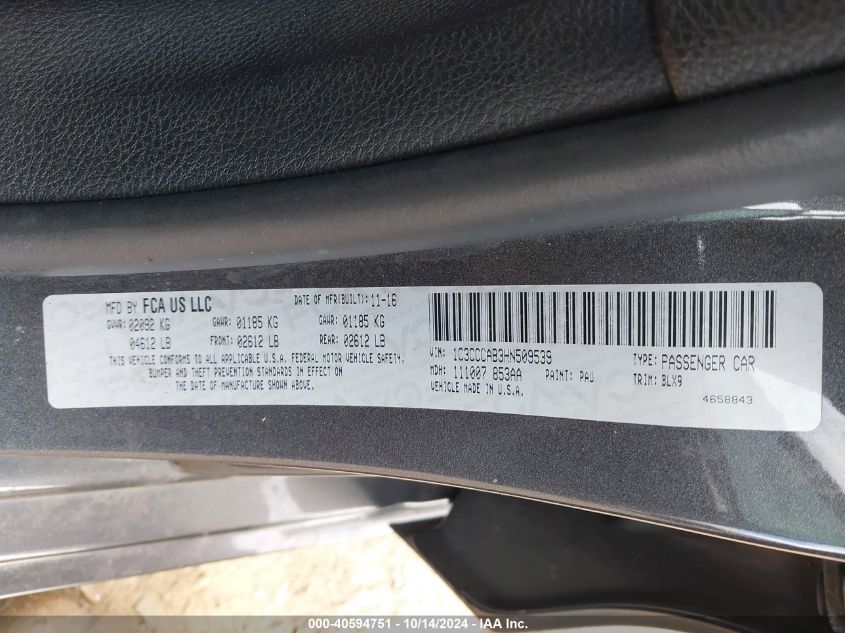 MFD BY FCA US LLC DATE OF MFR(BUILT): 11-16
GVWR: 02092 KG GAWR: 01185 KG GAWR: 01185 KG
04612 LB FRONT: 02612 LB REAR: 02612 LB
THIS VEHICLE CONFORMS TO ALL APPLICABLE U.S.A. FEDERAL MOTOR VEHICLE SAFETY,
BUMPER AND THEFT PREVENTION STANDARDS IN EFFECT ON
THE DATE OF MANUFACTURE SHOWN ABOVE.
VIN: 1C3CCCAB3HN509539 TYPE: PASSENGER CAR
MDH: 111007 853AA PAINT: PAU TRIM: BLX9
VEHICLE MADE IN U.S.A. 4658843
000-40594751 - 10/14/2024 - IAA Inc.